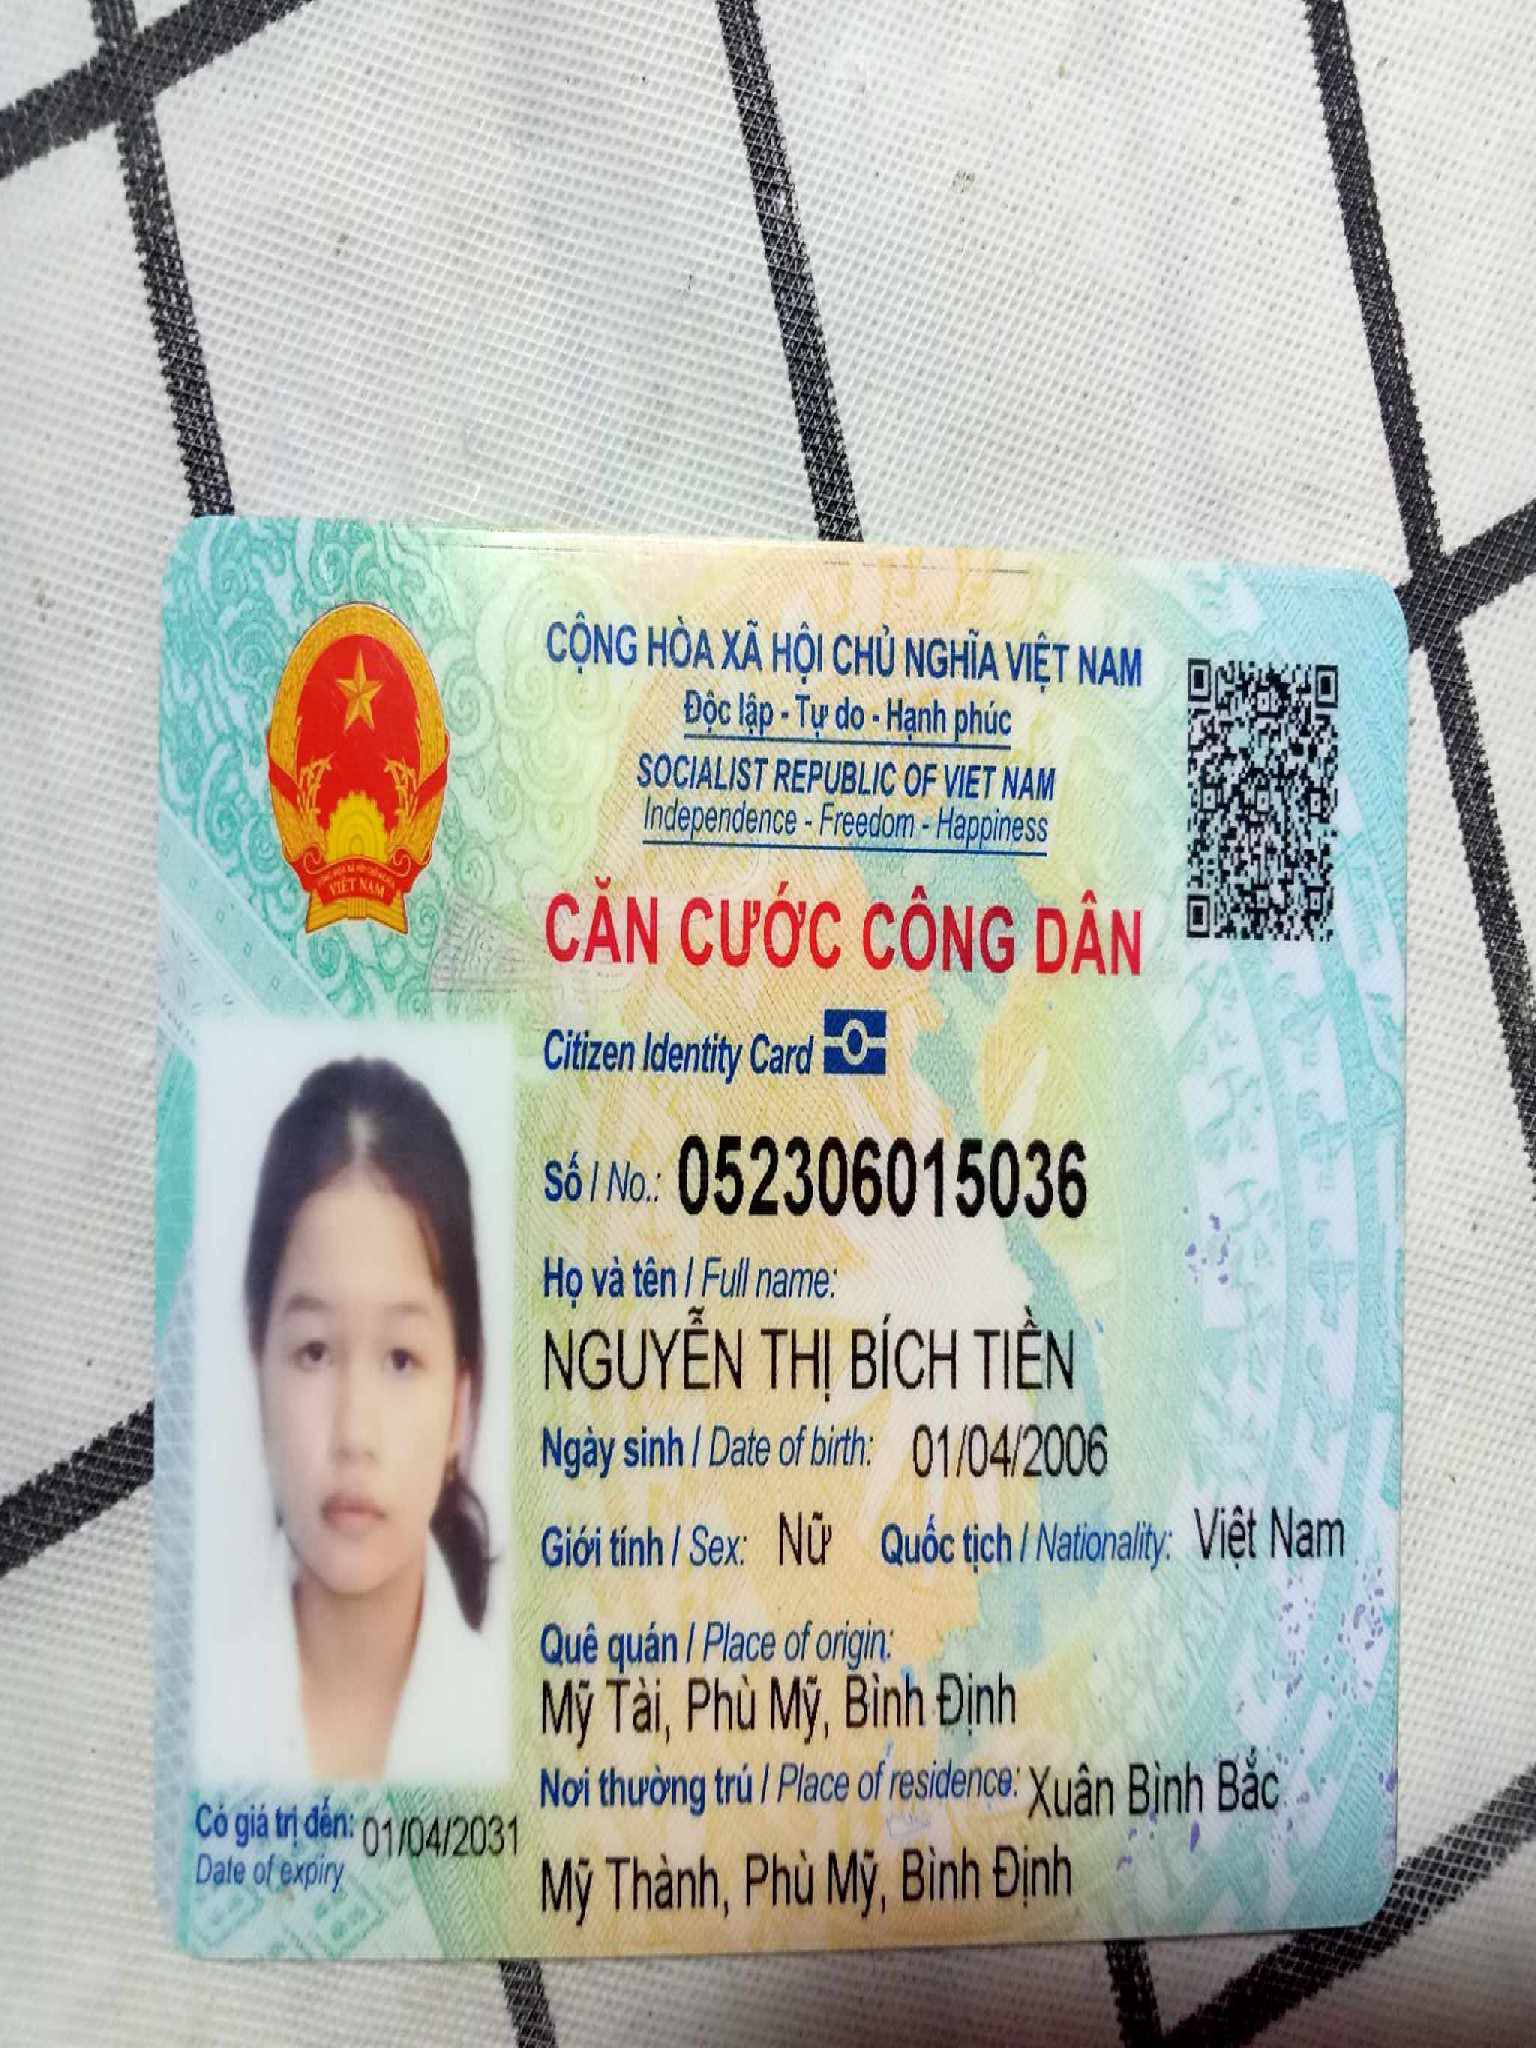 CỘNG HÒA XÃ HỘI CHỦ NGHĨA VIỆT NAM
Độc lập - Tự do - Hạnh phúc
SOCIALIST REPUBLIC OF VIET NAM
Independence - Freedom - Happiness
VIỆT NAM
CĂN CƯỚC CÔNG DÂN
Citizen Identity Card
Số / No.: 052306015036
Họ và tên / Full name:
NGUYỄN THỊ BÍCH TIỀN
Ngày sinh / Date of birth: 01/04/2006
Giới tính / Sex: Nữ Quốc tịch / Nationality: Việt Nam
Quê quán / Place of origin:
Mỹ Tài, Phù Mỹ, Bình Định
Nơi thường trú / Place of residence: Xuân Bình Bắc
Mỹ Thành, Phù Mỹ, Bình Định
Có giá trị đến: 01/04/2031
Date of expiry